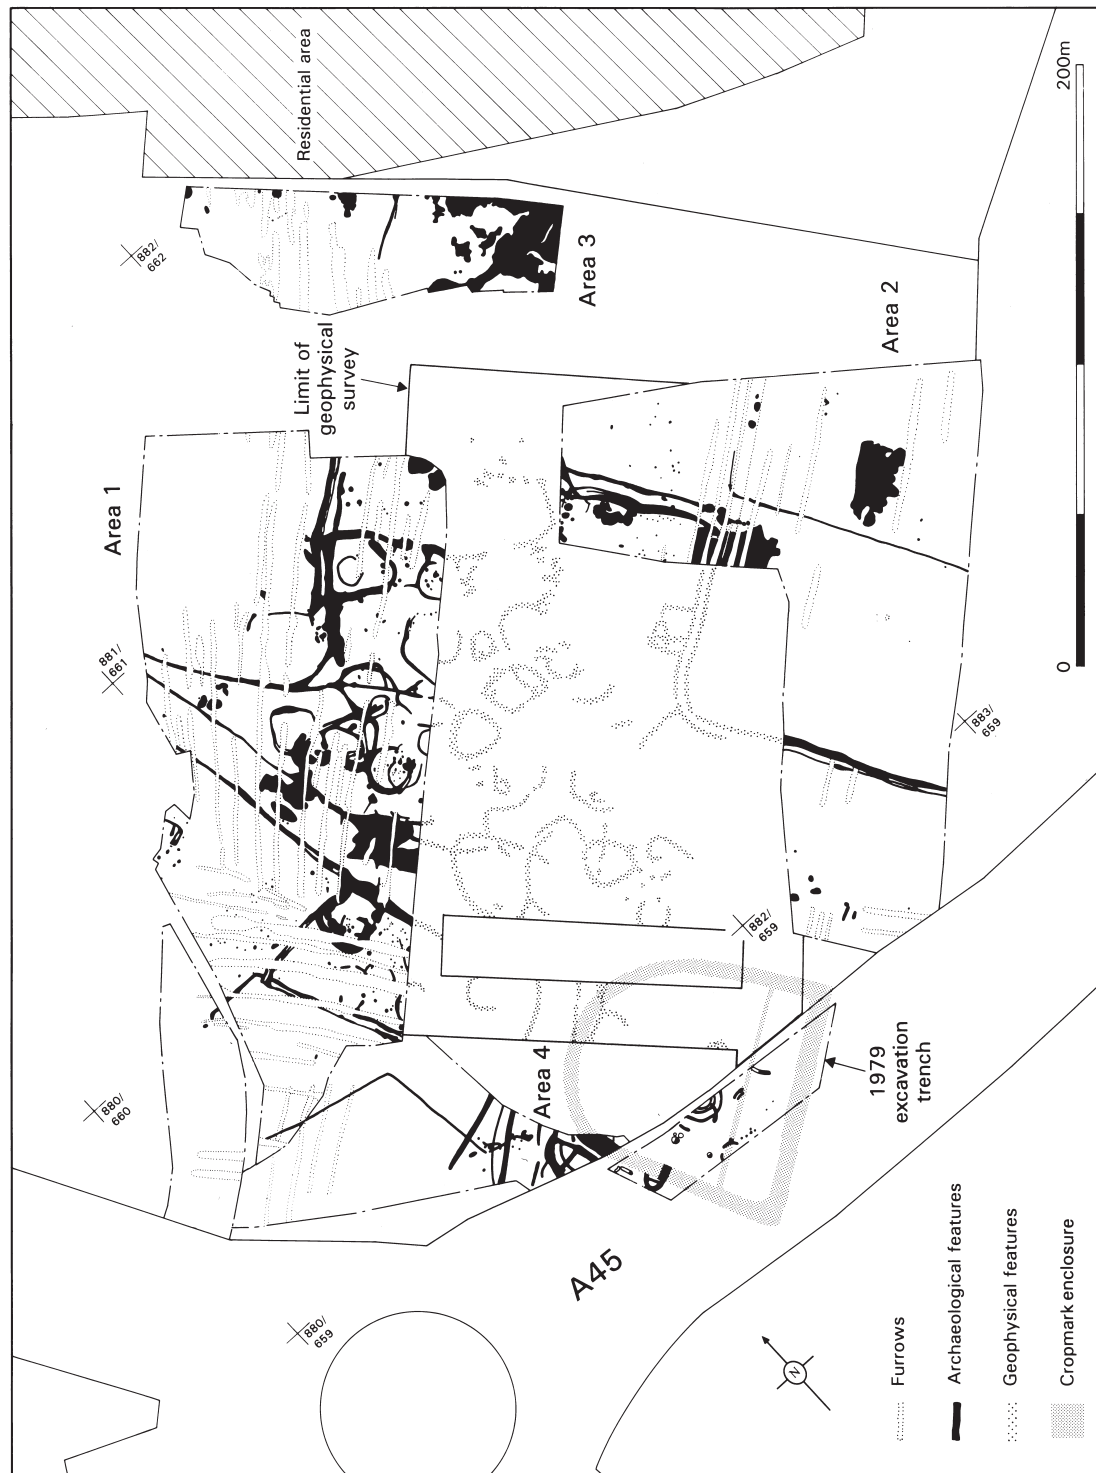 Residential area
200m
882/
662
Area 3
Area 2
Limit of
geophysical
survey
Area 1
881/
661
0
883/
659
882/
659
Area 4
1979
excavation
trench
880/
660
A45
880/
659
N
Furrows
Archaeological features
Geophysical features
Cropmark enclosure